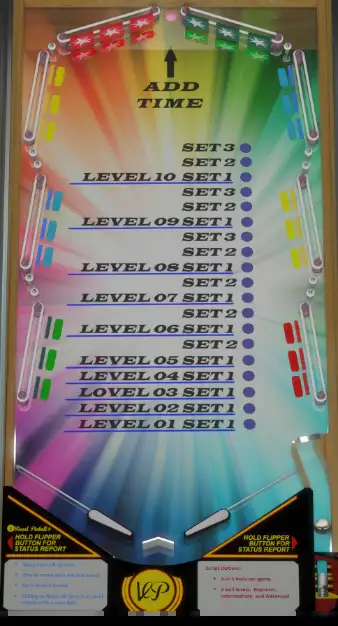 ADD
TIME
SET 3
SET 2
LEVEL 10 SET 1
SET 3
SET 2
LEVEL 09 SET 1
SET 3
SET 2
LEVEL 08 SET 1
SET 2
LEVEL 07 SET 1
SET 2
LEVEL 06 SET 1
SET 2
LEVEL 05 SET 1
LEVEL 04 SET 1
LOVEL 03 SET 1
LEVEL 02 SET 1
LEVEL 01 SET 1
HOLD FLIPPER
BUTTON FOR
STATUS REPORT
HOLD FLIPPER
BUTTON FOR
STATUS REPORT
VP